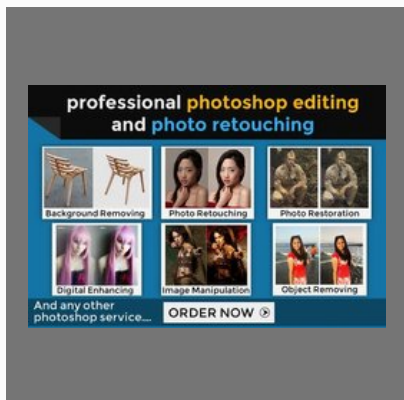 professional photoshop editing
and photo retouching
Background Removing
Photo Retouching
Photo Restoration
Digital Enhancing
Image Manipulation
Object Removing
And any other
photoshop service....
ORDER NOW